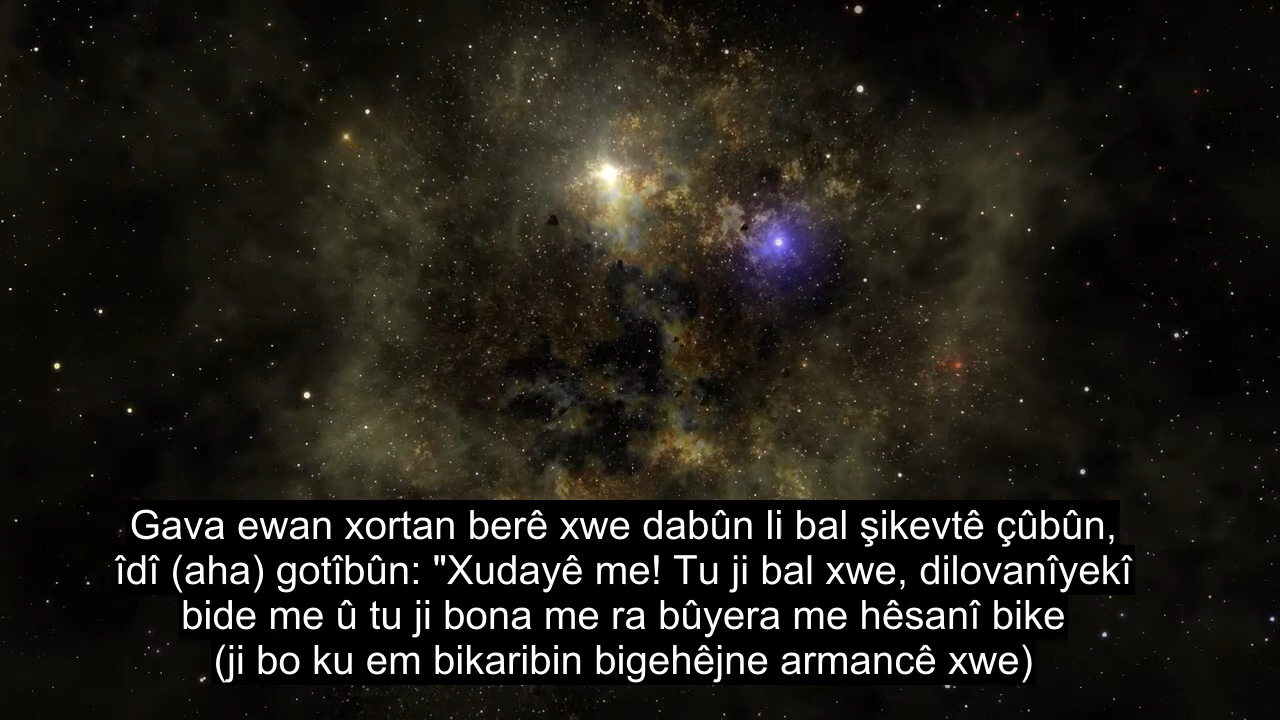 Gava ewan xortan berê xwe dabûn li bal şikevtê çûbûn,
îdî (aha) gotîbûn: "Xudayê me! Tu ji bal xwe, dilovanîyekî
bide me û tu ji bona me ra bûyera me hêsanî bike
(ji bo ku em bikaribin bigehêjne armancê xwe)